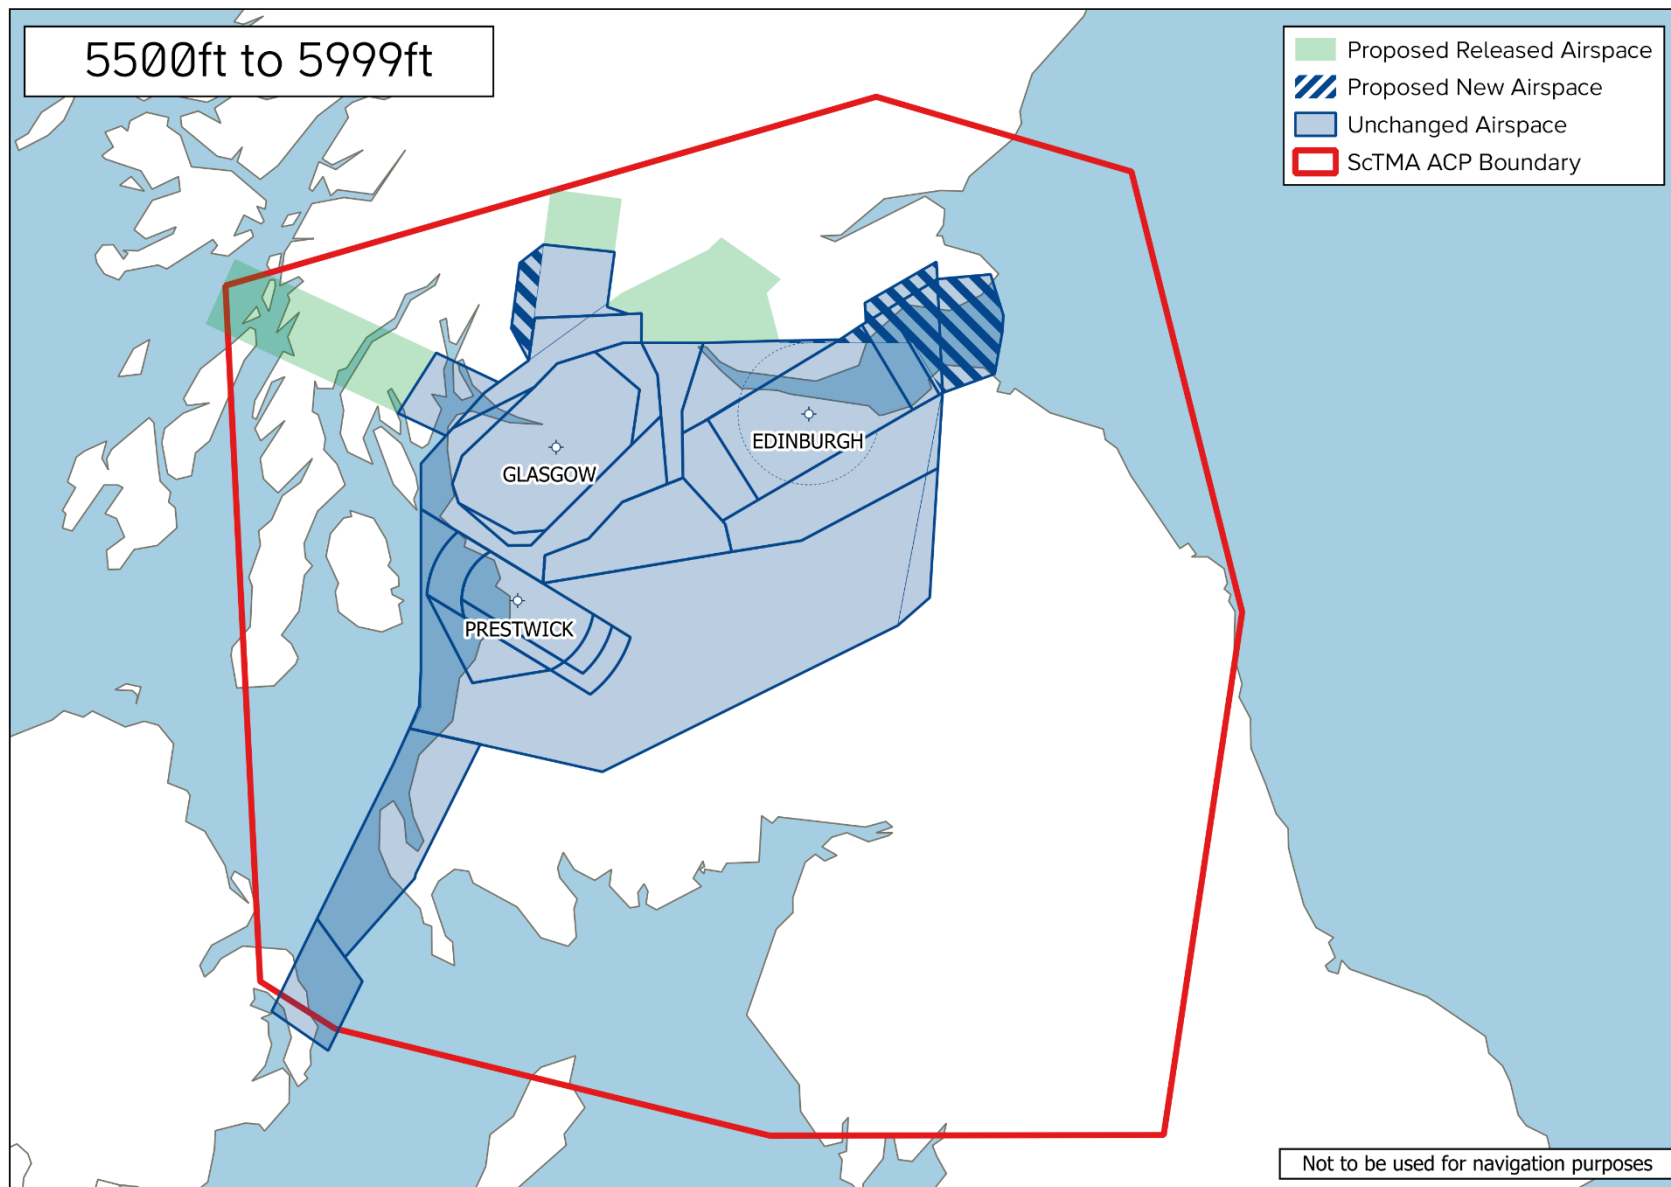 5500ft to 5999ft
Proposed Released Airspace
Proposed New Airspace
Unchanged Airspace
ScTMA ACP Boundary
EDINBURGH
GLASGOW
PRESTWICK
Not to be used for navigation purposes